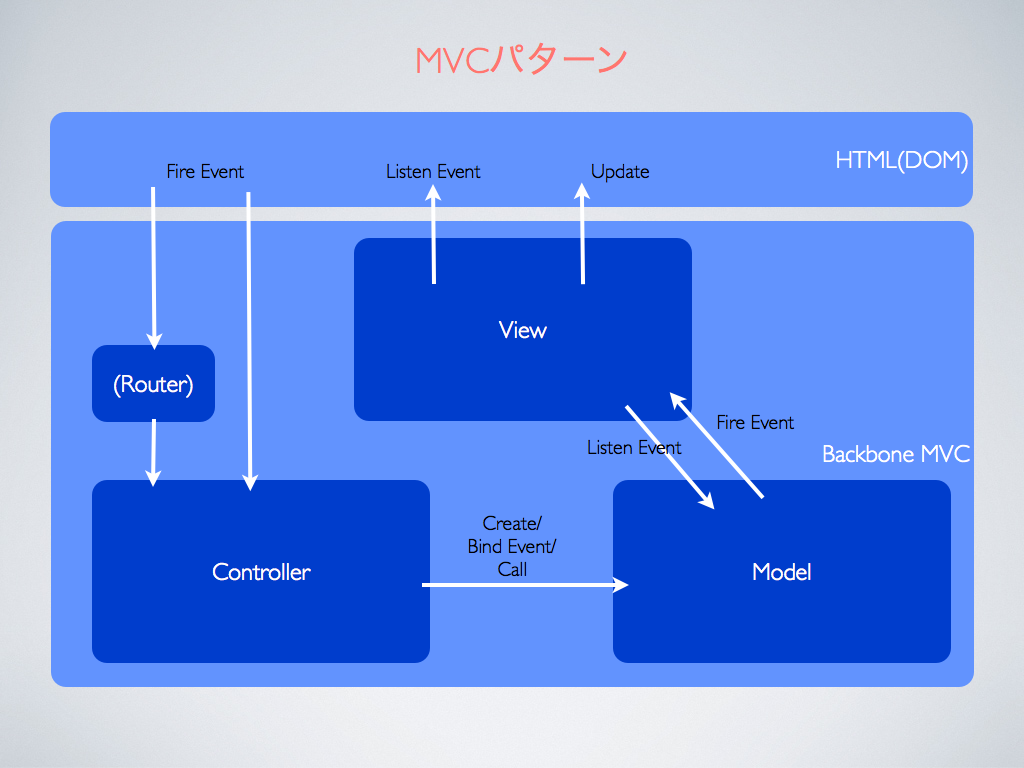 MVCパターン
HTML(DOM)
Fire Event
Listen Event
Update
View
(Router)
Fire Event
Listen Event
Backbone MVC
Create/
Bind Event/
Call
Controller
Model